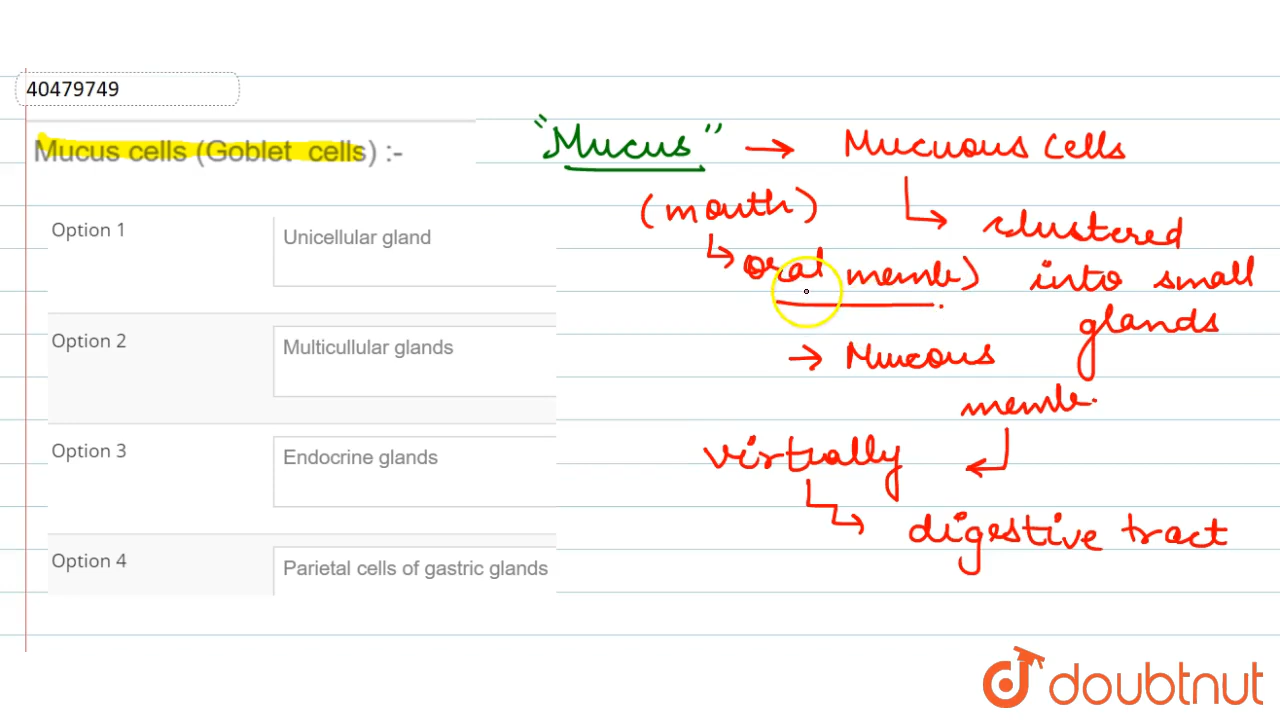 40479749
Mucus cells (Goblet cells) :-
Option 1
Unicellular gland
Option 2
Multicullular glands
Option 3
Endocrine glands
Option 4
Parietal cells of gastric glands
"Mucus" → Mucuous Cells
(mouth)
clustered
oral memb)
into small
glands
→ Mucous
memb.
virtually
digestive tract
doubtnut